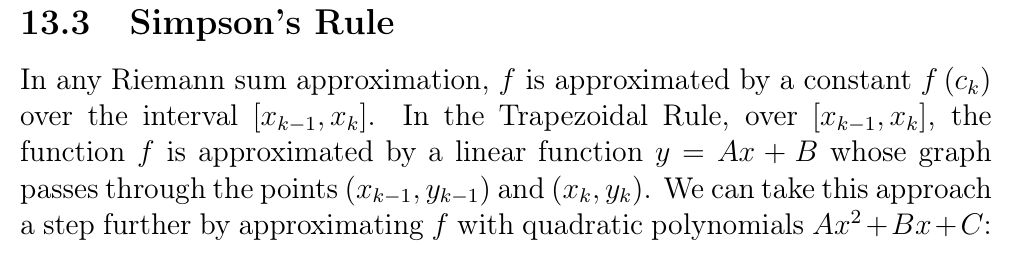 13.3 Simpson's Rule
In any Riemann sum approximation, f is approximated by a constant f (c_k)
over the interval [x_{k−1}, x_k]. In the Trapezoidal Rule, over [x_{k−1}, x_k], the
function f is approximated by a linear function y = Ax + B whose graph
passes through the points (x_{k−1}, y_{k−1}) and (x_k, y_k). We can take this approach
a step further by approximating f with quadratic polynomials Ax² + Bx + C: